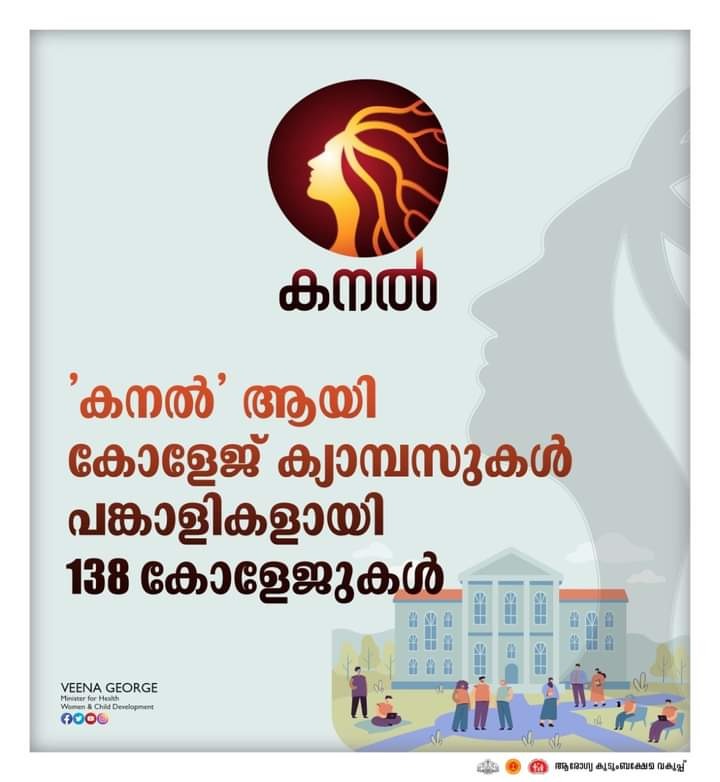 കനൽ
'കനൽ' ആയി
കോളേജ് ക്യാമ്പസുകൾ
പങ്കാളികളായി
138 കോളേജുകൾ
VEENA GEORGE
Minister for Health
Women & Child Development
ആരോഗ്യ കുടുംബക്ഷേമ വകുപ്പ്